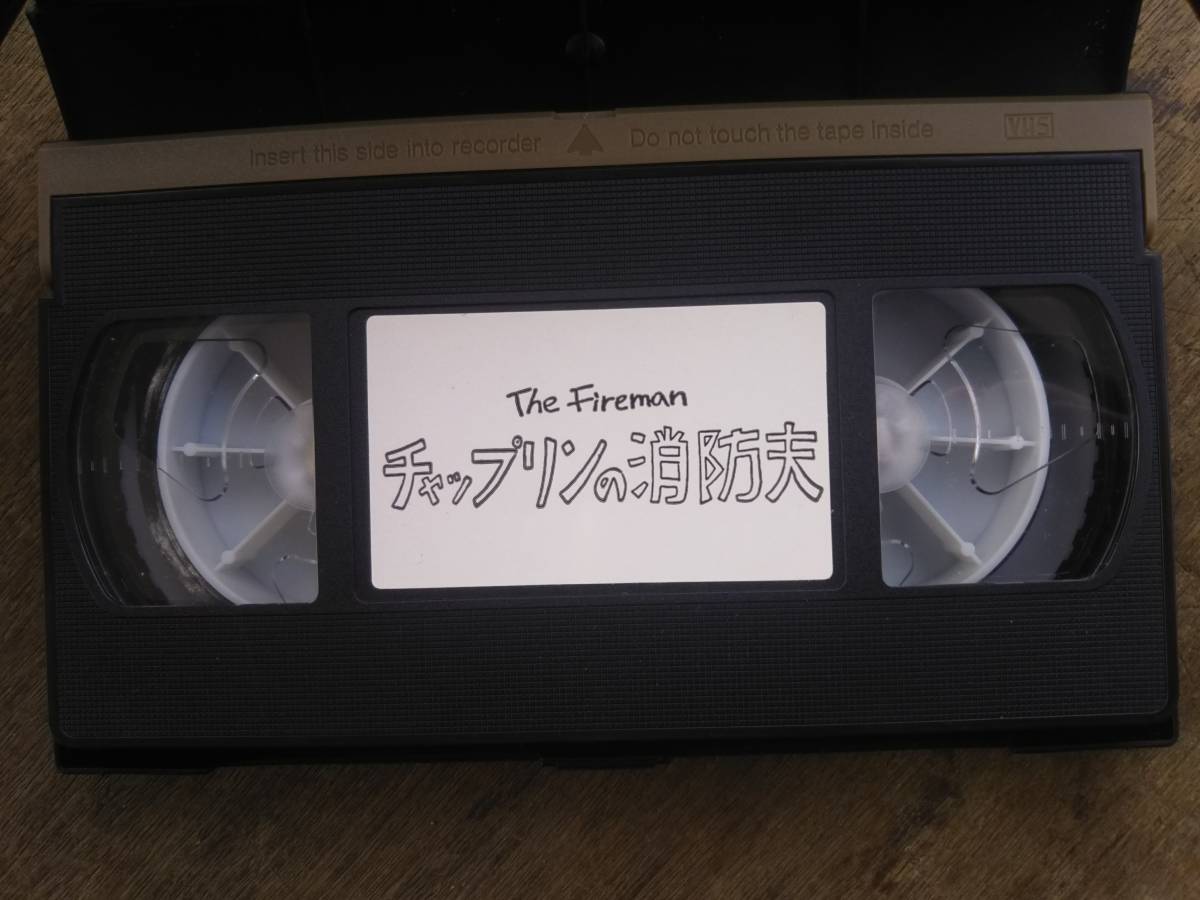 Insert this side into recorder Do not touch the tape inside VHS
The Fireman
チャップリンの消防夫